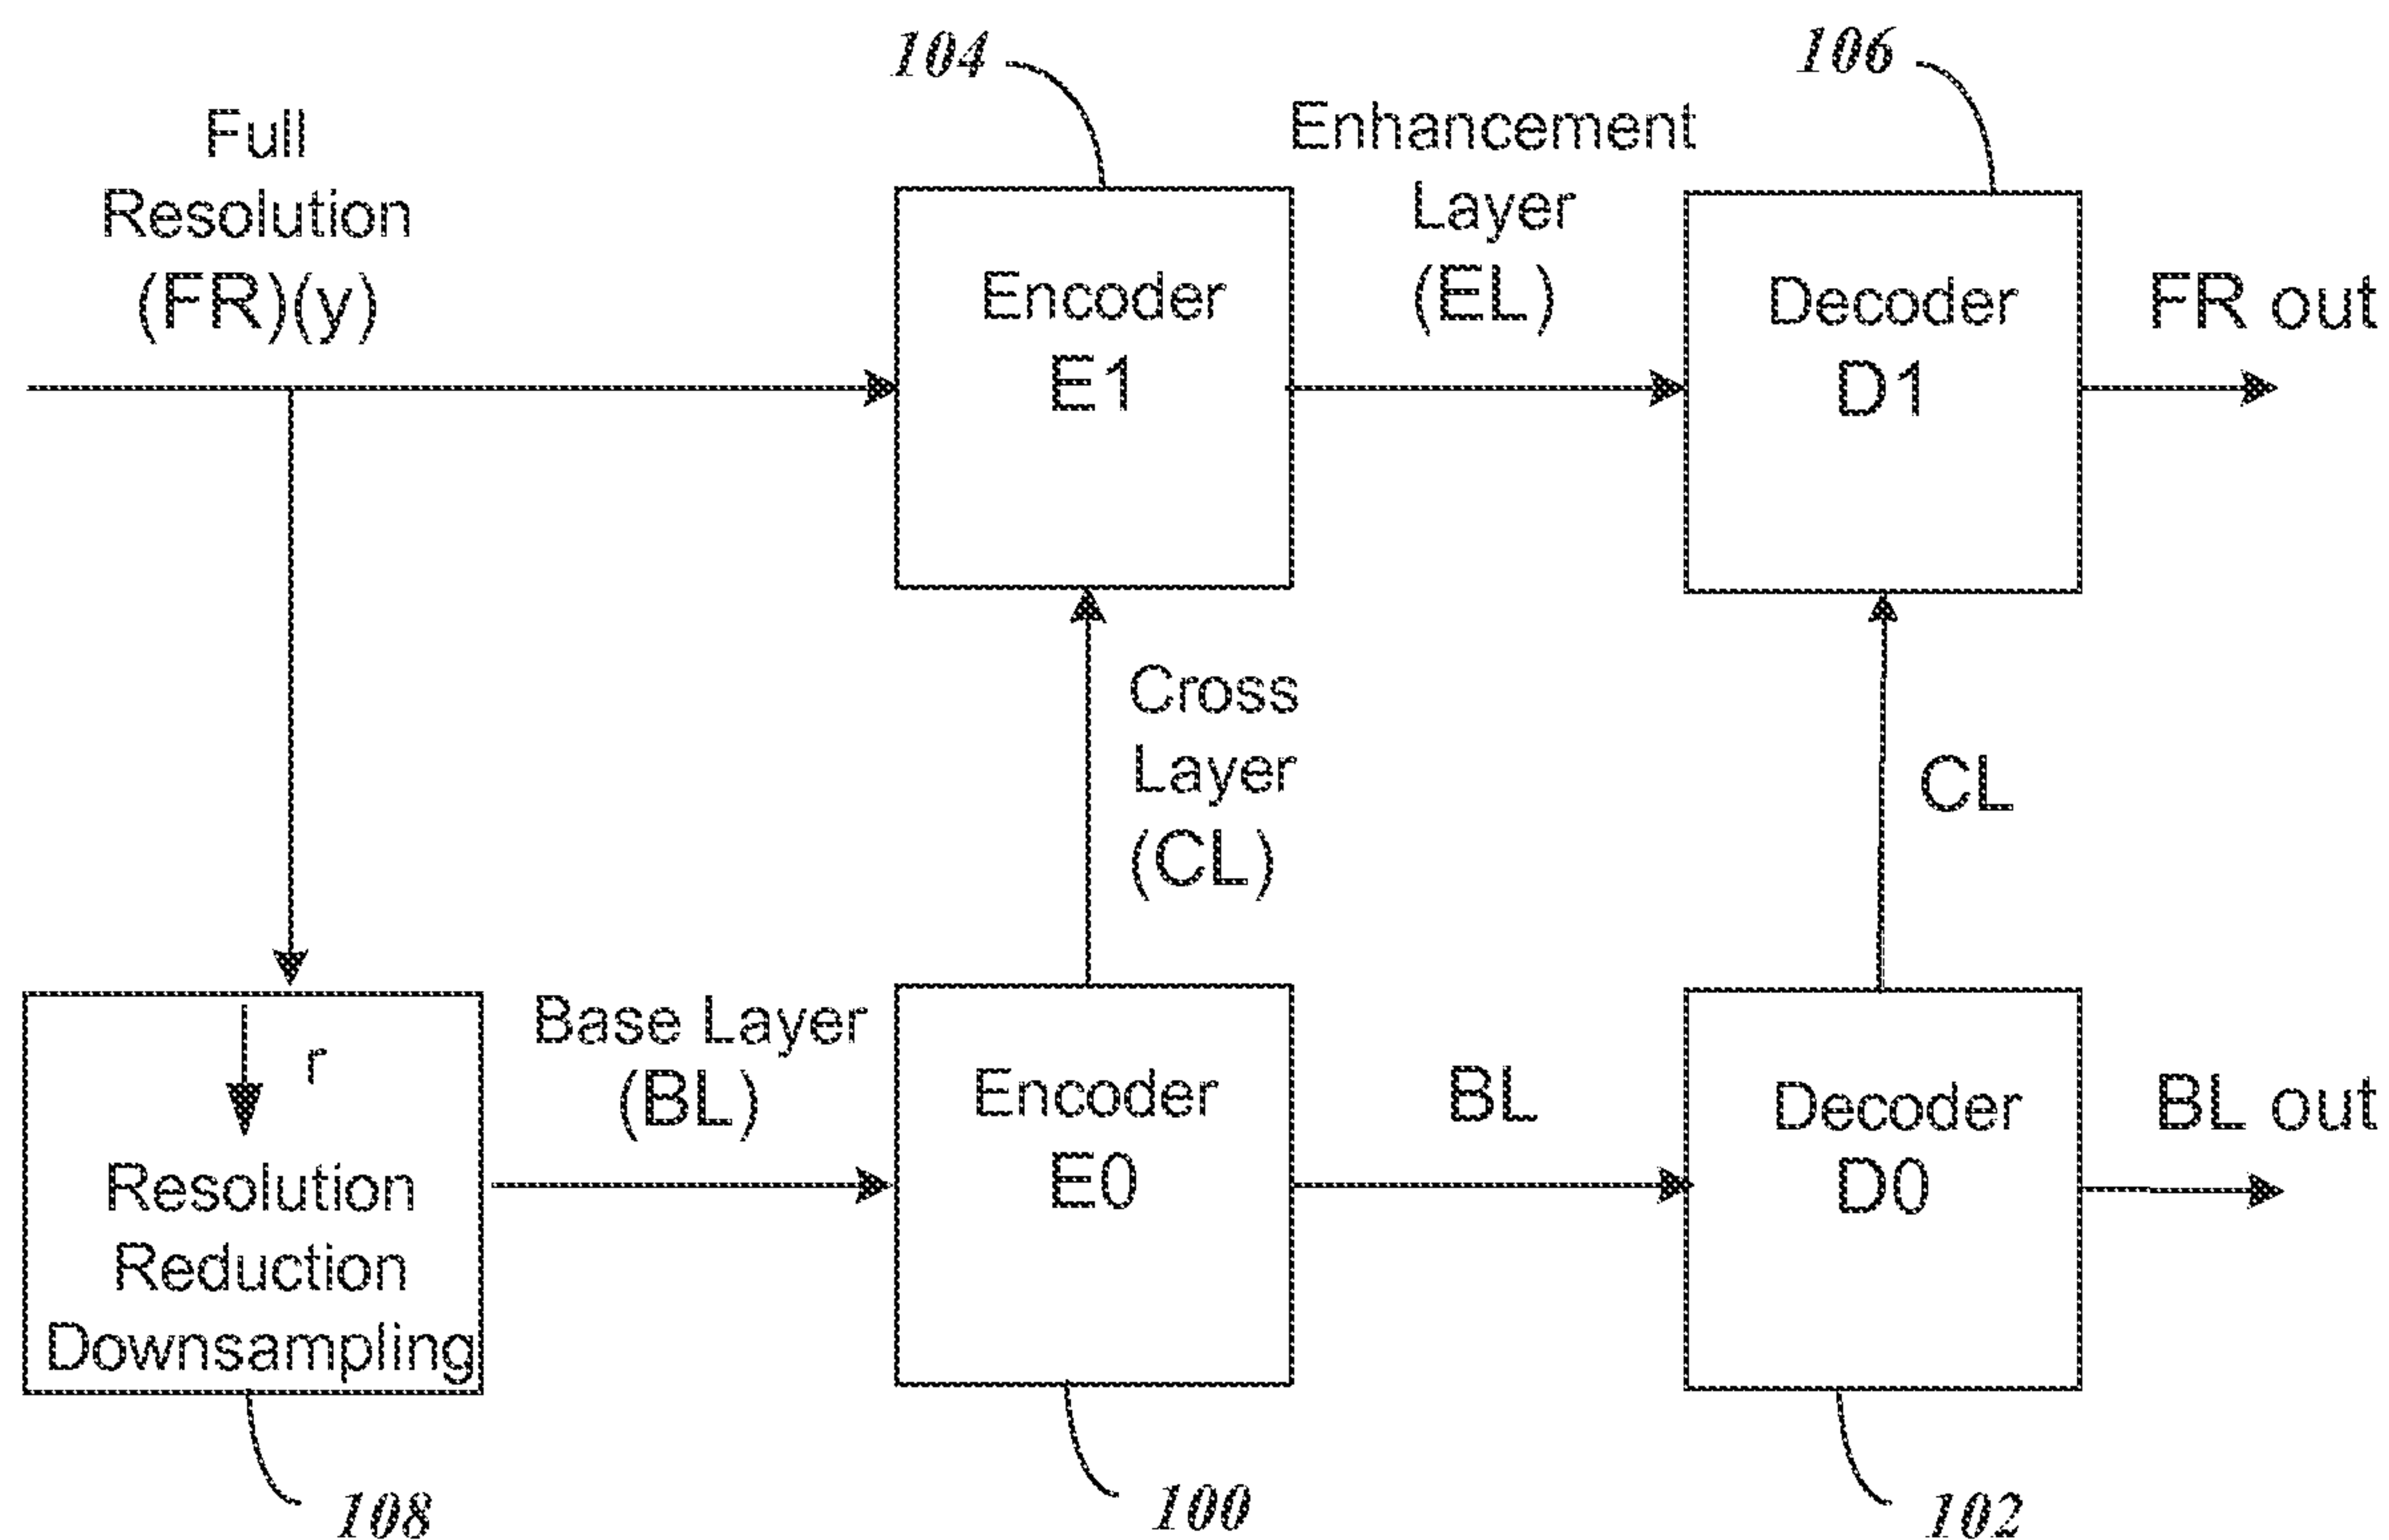 104
106
Full
Resolution
(FR)(y)
Enhancement
Layer
(EL)
Encoder
E1
Decoder
D1
FR out
Cross
Layer
(CL)
CL
r
Resolution
Reduction
Downsampling
Base Layer
(BL)
Encoder
E0
BL
Decoder
D0
BL out
108
100
102